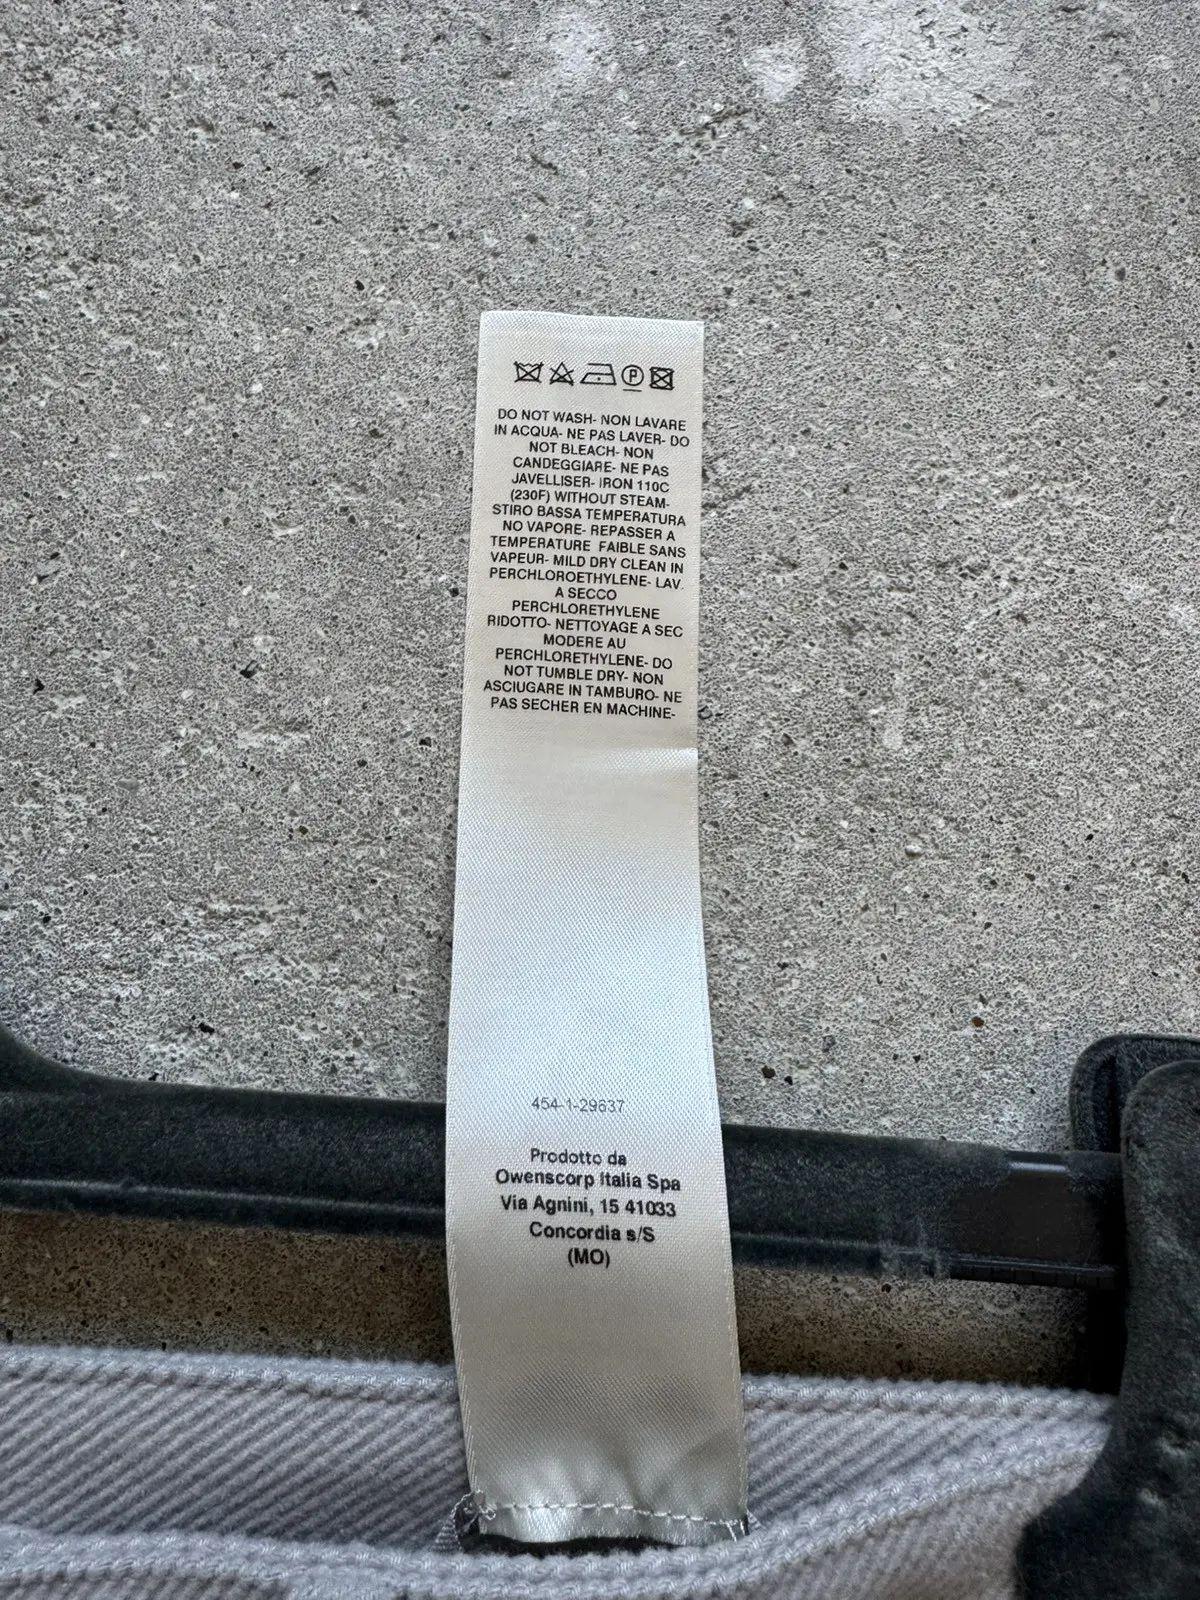 P
DO NOT WASH- NON LAVARE
IN ACQUA- NE PAS LAVER- DO
NOT BLEACH- NON
CANDEGGIARE- NE PAS
JAVELLISER- IRON 110C
(230F) WITHOUT STEAM-
STIRO BASSA TEMPERATURA
NO VAPORE- REPASSER A
TEMPERATURE FAIBLE SANS
VAPEUR- MILD DRY CLEAN IN
PERCHLOROETHYLENE- LAV.
A SECCO
PERCHLORETHYLENE
RIDOTTO- NETTOYAGE A SEC
MODERE AU
PERCHLORETHYLENE- DO
NOT TUMBLE DRY- NON
ASCIUGARE IN TAMBURO- NE
PAS SECHER EN MACHINE-
454-1-29637
Prodotto da
Owenscorp Italia Spa
Via Agnini, 15 41033
Concordia s/S
(MO)